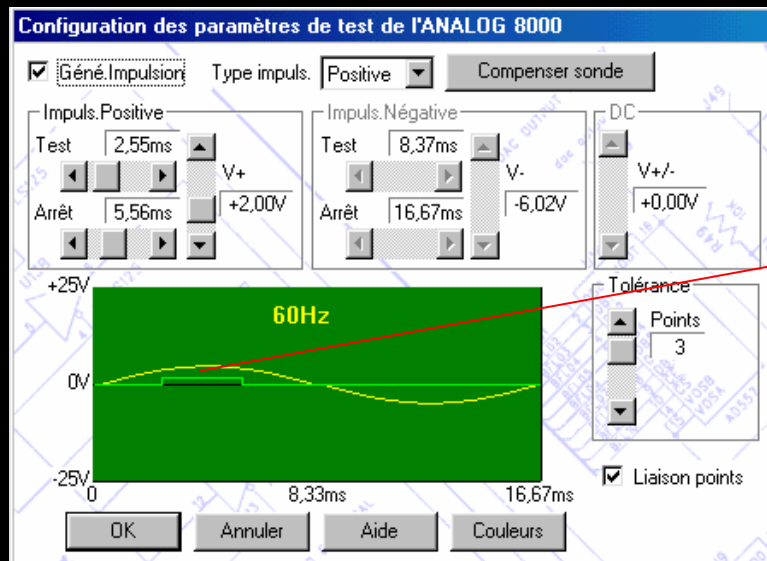 Configuration des paramètres de test de l'ANALOG 8000
Géné.Impulsion Type impuls. Positive Compenser sonde
Impuls.Positive Impuls.Négative DC
Test 2,55ms Test 8,37ms
V+ V- V+/-
+2,00V -6,02V +0,00V
Arrêt 5,56ms Arrêt 16,67ms
+25V 60Hz Tolérance
Points
3
0V
-25V
0 8,33ms 16,67ms
Liaison points
OK Annuler Aide Couleurs